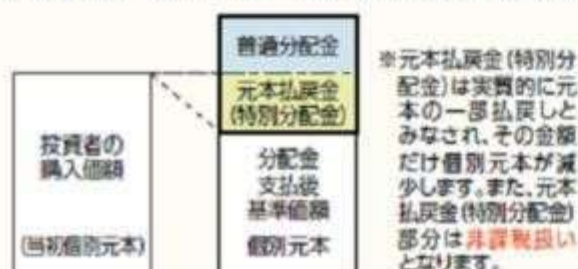 普通分配金
元本払戻金
(特別分配金)
投資者の
購入価額
(当初個別元本)
分配金
支払後
基準価額
個別元本
※元本払戻金(特別分
配金)は実質的に元
本の一部払戻しと
みなされ、その金額
だけ個別元本が減
少します。また、元本
払戻金(特別分配金)
部分は非課税扱い
となります。